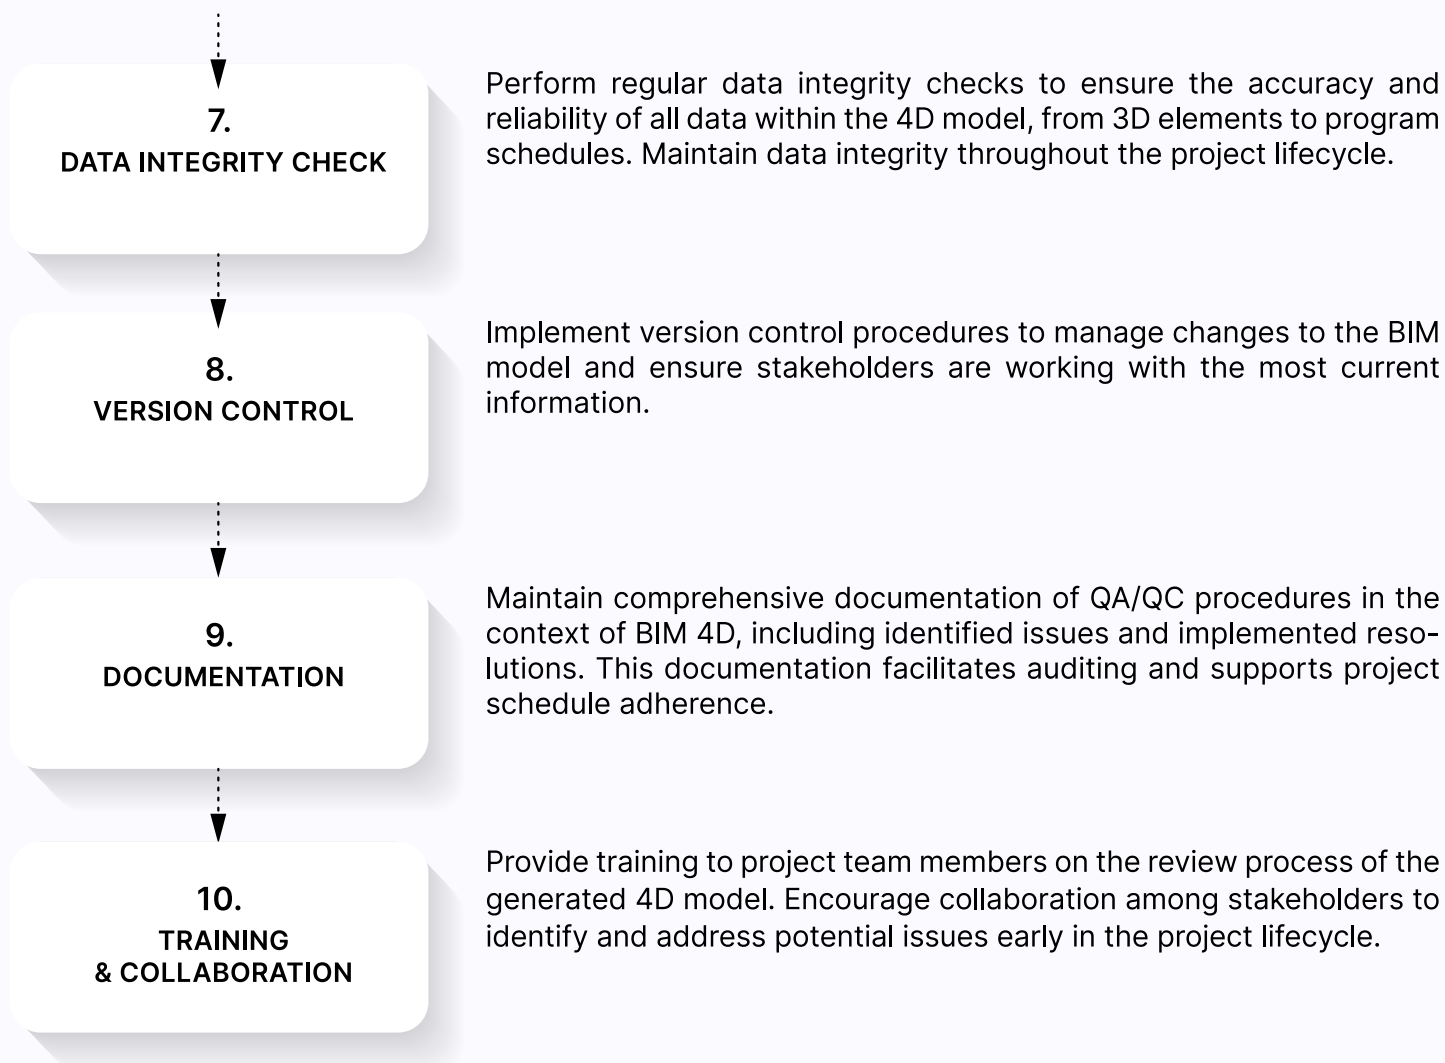 7.
DATA INTEGRITY CHECK
Perform regular data integrity checks to ensure the accuracy and
reliability of all data within the 4D model, from 3D elements to program
schedules. Maintain data integrity throughout the project lifecycle.
8.
VERSION CONTROL
Implement version control procedures to manage changes to the BIM
model and ensure stakeholders are working with the most current
information.
9.
DOCUMENTATION
Maintain comprehensive documentation of QA/QC procedures in the
context of BIM 4D, including identified issues and implemented reso-
lutions. This documentation facilitates auditing and supports project
schedule adherence.
10.
TRAINING
& COLLABORATION
Provide training to project team members on the review process of the
generated 4D model. Encourage collaboration among stakeholders to
identify and address potential issues early in the project lifecycle.